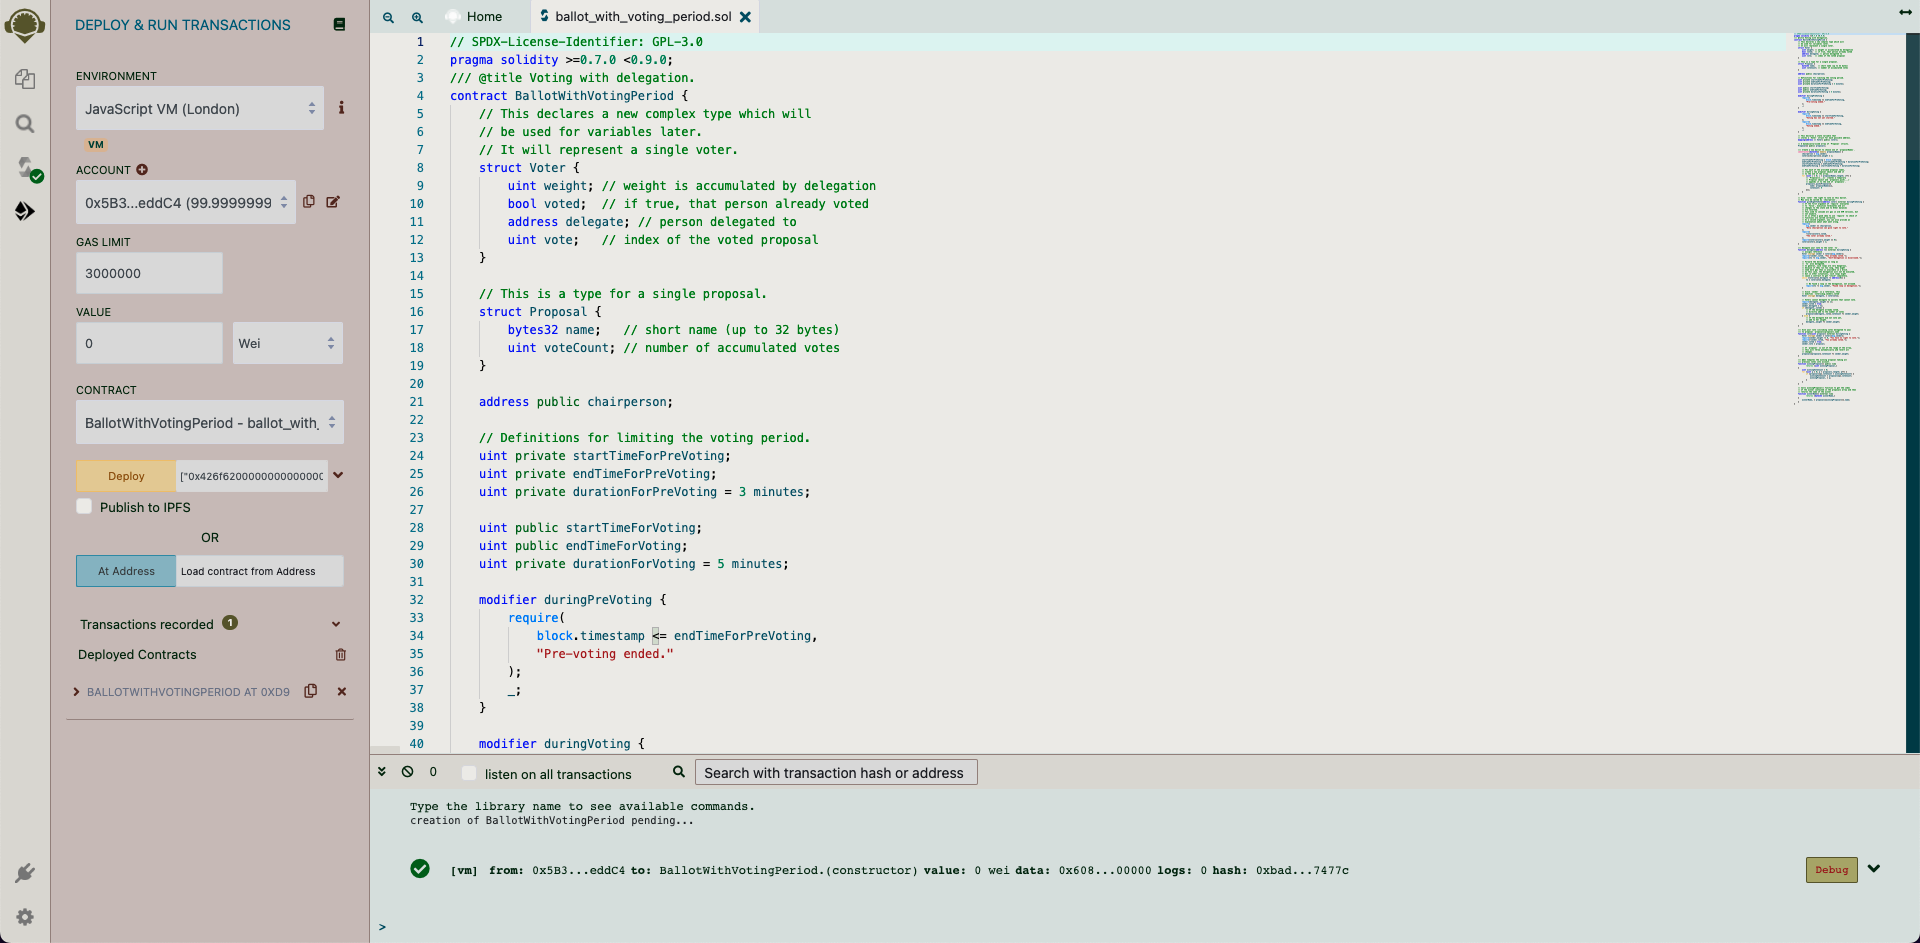 DEPLOY & RUN TRANSACTIONS
ENVIRONMENT
JavaScript VM (London)
VM
ACCOUNT
0x5B3...eddC4 (99.9999999
GAS LIMIT
3000000
VALUE
0
Wei
CONTRACT
BallotWithVotingPeriod - ballot_with_
Deploy
["0x426f62000000000000000
Publish to IPFS
OR
At Address
Load contract from Address
Transactions recorded 1
Deployed Contracts
BALLOTWITHVOTINGPERIOD AT 0XD9
Home
ballot_with_voting_period.sol
1 // SPDX-License-Identifier: GPL-3.0
2 pragma solidity >=0.7.0 <0.9.0;
3 /// @title Voting with delegation.
4 contract BallotWithVotingPeriod {
5 // This declares a new complex type which will
6 // be used for variables later.
7 // It will represent a single voter.
8 struct Voter {
9 uint weight; // weight is accumulated by delegation
10 bool voted;  // if true, that person already voted
11 address delegate; // person delegated to
12 uint vote;   // index of the voted proposal
13 }
14
15 // This is a type for a single proposal.
16 struct Proposal {
17 bytes32 name;   // short name (up to 32 bytes)
18 uint voteCount; // number of accumulated votes
19 }
20
21 address public chairperson;
22
23 // Definitions for limiting the voting period.
24 uint private startTimeForPreVoting;
25 uint private endTimeForPreVoting;
26 uint private durationForPreVoting = 3 minutes;
27
28 uint public startTimeForVoting;
29 uint public endTimeForVoting;
30 uint private durationForVoting = 5 minutes;
31
32 modifier duringPreVoting {
33 require(
34 block.timestamp <= endTimeForPreVoting,
35 "Pre-voting ended."
36 );
37 _;
38 }
39
40 modifier duringVoting {
0
listen on all transactions
Search with transaction hash or address
Type the library name to see available commands.
creation of BallotWithVotingPeriod pending...
[vm] from: 0x5B3...eddC4 to: BallotWithVotingPeriod.(constructor) value: 0 wei data: 0x608...00000 logs: 0 hash: 0xbad...7477c
Debug
>